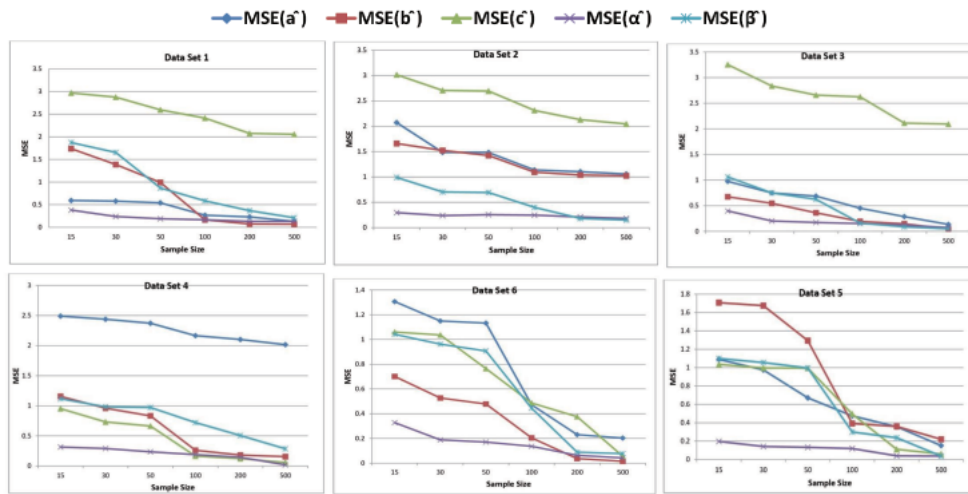 MSE(aˆ) MSE(bˆ) MSE(cˆ) MSE(αˆ) MSE(βˆ)
Data Set 1
3.5
3
2.5
2
1.5
1
0.5
0
MSE
15 30 50 100 200 500
Sample Size
Data Set 2
3.5
3
2.5
2
1.5
1
0.5
0
MSE
15 30 50 100 200 500
Sample Size
Data Set 3
3.5
3
2.5
2
1.5
1
0.5
0
MSE
15 30 50 100 200 500
Sample Size
Data Set 4
3
2.5
2
1.5
1
0.5
0
MSE
15 30 50 100 200 500
Sample Size
Data Set 6
1.4
1.2
1
0.8
0.6
0.4
0.2
0
MSE
15 30 50 100 200 500
Sample Size
Data Set 5
1.8
1.6
1.4
1.2
1
0.8
0.6
0.4
0.2
0
MSE
15 30 50 100 200 500
Sample Size